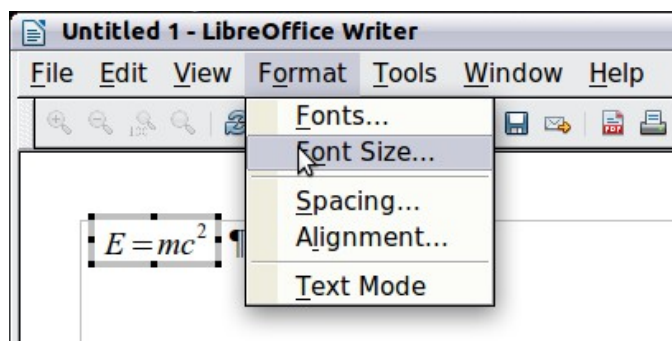 Untitled 1 - LibreOffice Writer
File Edit View Format Tools Window Help
Fonts...
Font Size...
Spacing...
Alignment...
Text Mode
E = mc² ¶